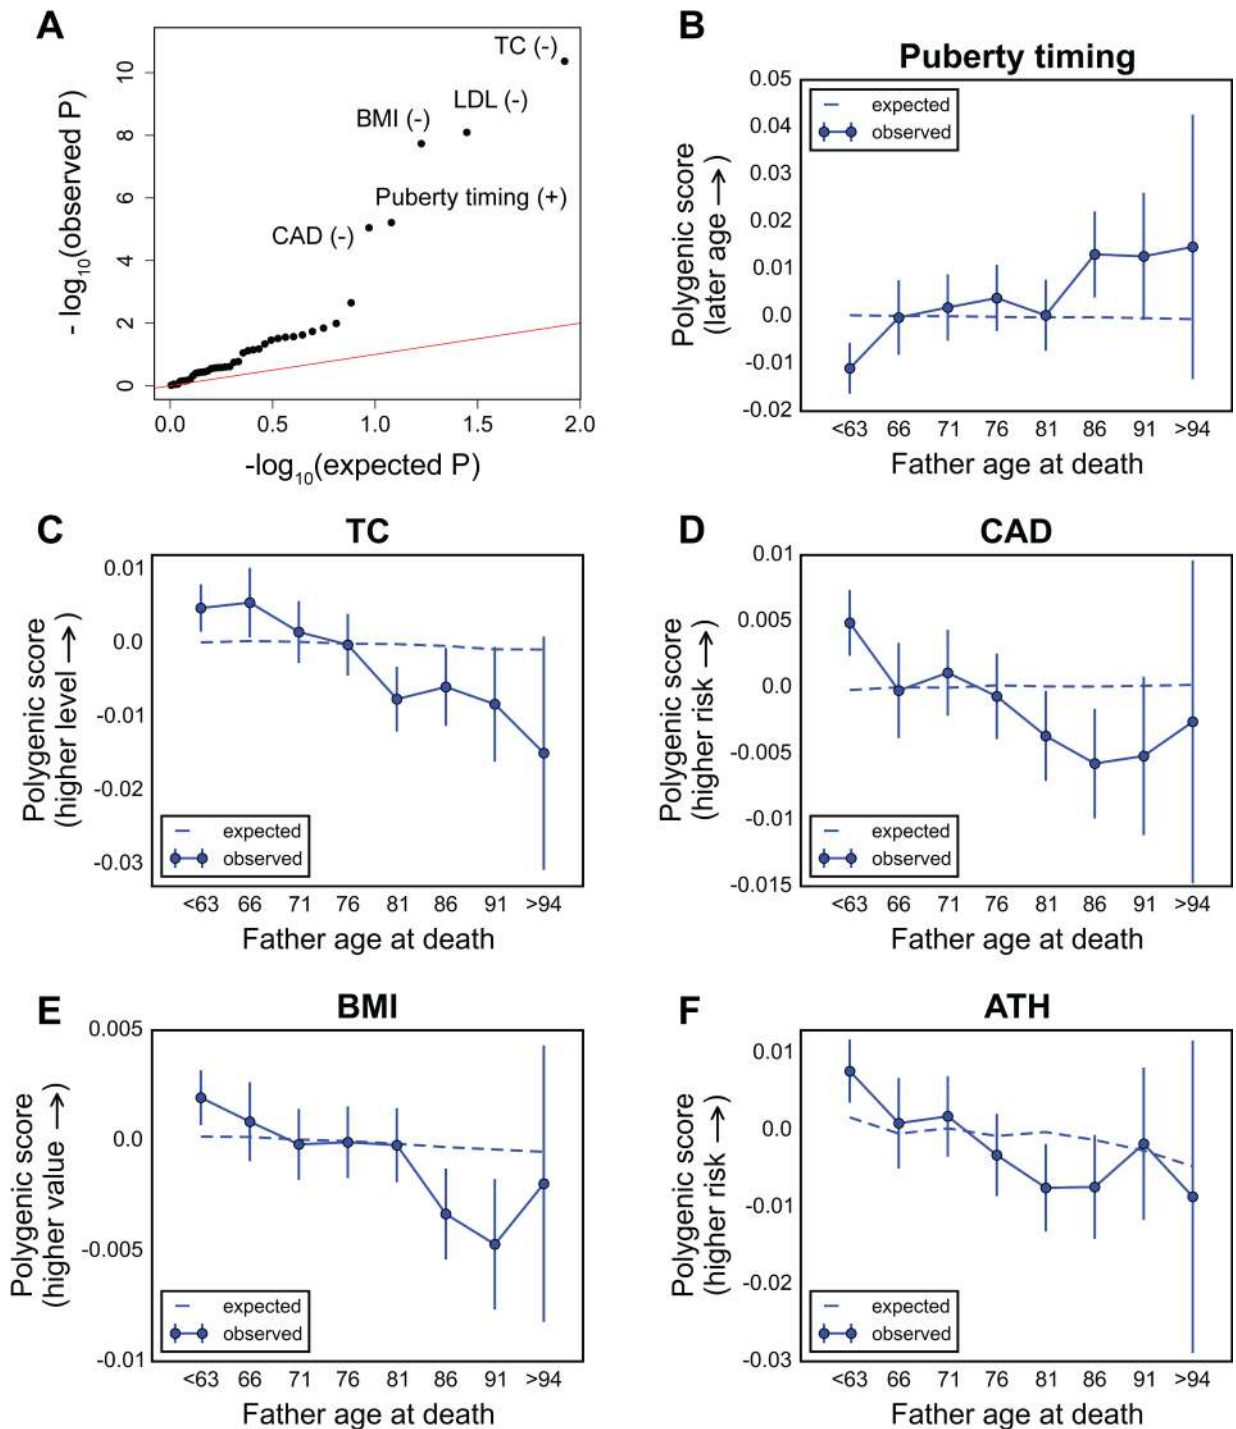 A
TC (-)
LDL (-)
BMI (-)
Puberty timing (+)
CAD (-)
10
8
6
4
2
0
- log10(observed P)
0.0 0.5 1.0 1.5 2.0
-log10(expected P)
B
Puberty timing
expected
observed
0.05
0.04
0.03
0.02
0.01
0.0
-0.01
-0.02
Polygenic score
(later age →)
<63 66 71 76 81 86 91 >94
Father age at death
C
TC
0.01
0.0
-0.01
-0.02
-0.03
Polygenic score
(higher level →)
expected
observed
<63 66 71 76 81 86 91 >94
Father age at death
D
CAD
0.01
0.005
0.0
-0.005
-0.01
-0.015
Polygenic score
(higher risk →)
expected
observed
<63 66 71 76 81 86 91 >94
Father age at death
E
BMI
0.005
0.0
-0.005
-0.01
Polygenic score
(higher value →)
expected
observed
<63 66 71 76 81 86 91 >94
Father age at death
F
ATH
0.01
0.0
-0.01
-0.02
-0.03
Polygenic score
(higher risk →)
expected
observed
<63 66 71 76 81 86 91 >94
Father age at death